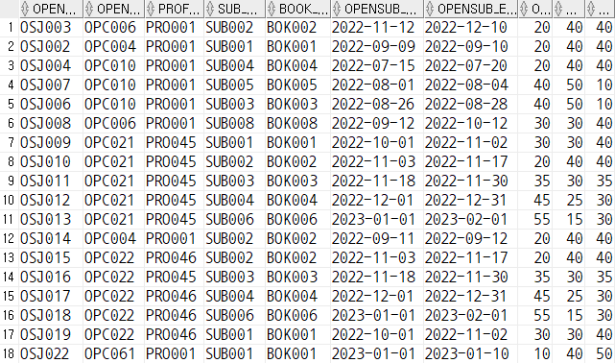 OPEN... OPEN... PROF... SUB_... BOOK... OPENSUB_... OPENSUB_E... O... ... ...
1 OSJ003 OPC006 PRO001 SUB002 BOK002 2022-11-12 2022-12-10 20 40 40
2 OSJ002 OPC004 PRO001 SUB001 BOK001 2022-09-09 2022-09-10 20 40 40
3 OSJ004 OPC010 PRO001 SUB004 BOK004 2022-07-15 2022-07-20 20 40 40
4 OSJ007 OPC010 PRO001 SUB005 BOK005 2022-08-01 2022-08-04 40 50 10
5 OSJ006 OPC010 PRO001 SUB003 BOK003 2022-08-26 2022-08-28 40 50 10
6 OSJ008 OPC006 PRO001 SUB008 BOK008 2022-09-12 2022-10-12 30 30 40
7 OSJ009 OPC021 PRO045 SUB001 BOK001 2022-10-01 2022-11-02 30 30 40
8 OSJ010 OPC021 PRO045 SUB002 BOK002 2022-11-03 2022-11-17 20 40 40
9 OSJ011 OPC021 PRO045 SUB003 BOK003 2022-11-18 2022-11-30 35 30 35
10 OSJ012 OPC021 PRO045 SUB004 BOK004 2022-12-01 2022-12-31 45 25 30
11 OSJ013 OPC021 PRO045 SUB006 BOK006 2023-01-01 2023-02-01 55 15 30
12 OSJ014 OPC004 PRO001 SUB002 BOK002 2022-09-11 2022-09-12 20 40 40
13 OSJ015 OPC022 PRO046 SUB002 BOK002 2022-11-03 2022-11-17 20 40 40
14 OSJ016 OPC022 PRO045 SUB003 BOK003 2022-11-18 2022-11-30 35 30 35
15 OSJ017 OPC022 PRO046 SUB004 BOK004 2022-12-01 2022-12-31 45 25 30
16 OSJ018 OPC022 PRO046 SUB006 BOK006 2023-01-01 2023-02-01 55 15 30
17 OSJ019 OPC022 PRO046 SUB001 BOK001 2022-10-01 2022-11-02 30 30 40
18 OSJ022 OPC061 PRO001 SUB001 BOK001 2023-01-01 2023-01-10 10 40 50